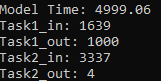 Model Time: 4999.06
Task1_in: 1639
Task1_out: 1000
Task2_in: 3337
Task2_out: 4